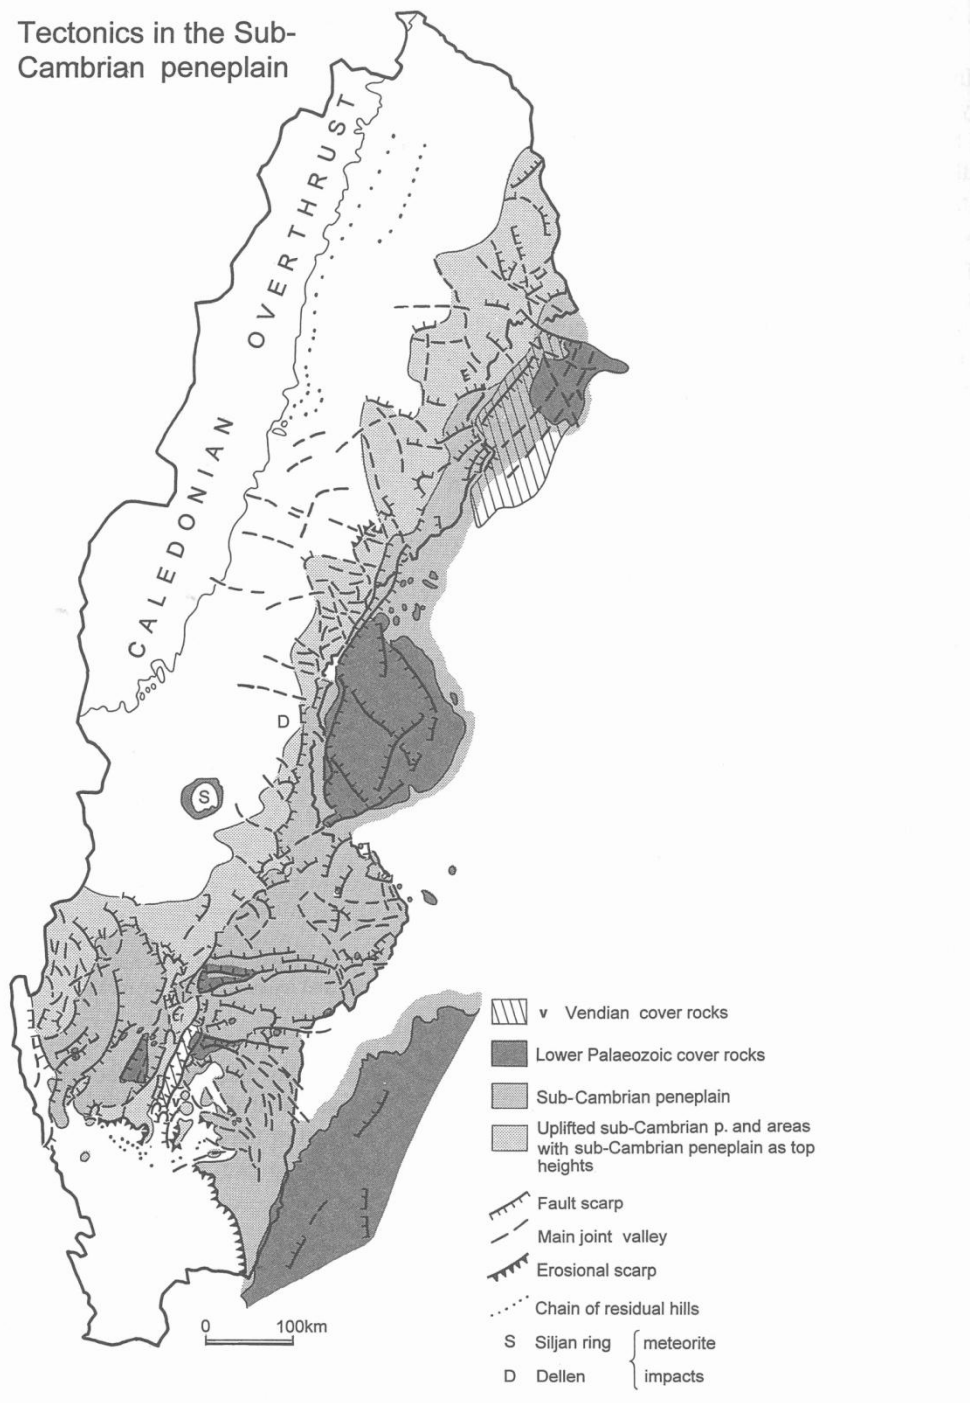 Tectonics in the Sub-
Cambrian peneplain
CALEDONIAN OVERTHRUST
D
S
v
v Vendian cover rocks
Lower Palaeozoic cover rocks
Sub-Cambrian peneplain
Uplifted sub-Cambrian p. and areas
with sub-Cambrian peneplain as top
heights
Fault scarp
Main joint valley
Erosional scarp
Chain of residual hills
S Siljan ring meteorite
D Dellen impacts
0 100km